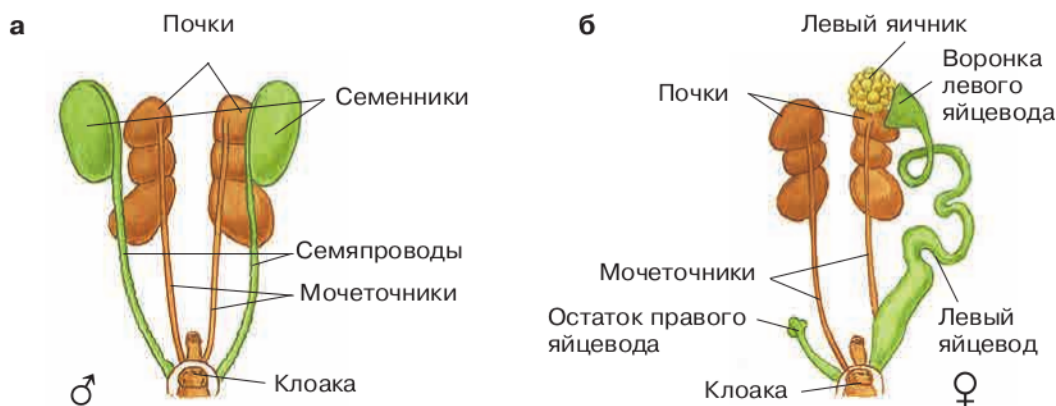 а
Почки
Семенники
Семяпроводы
Мочеточники
Клоака
♂
б
Левый яичник
Воронка
левого
яйцевода
Почки
Мочеточники
Остаток правого
яйцевода
Левый
яйцевод
Клоака
♀